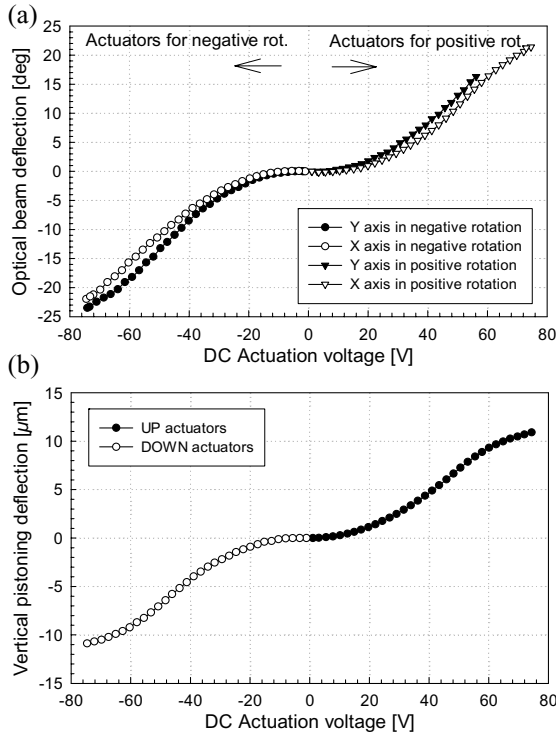 (a)
Actuators for negative rot.
Actuators for positive rot.
Optical beam deflection [deg]
25
20
15
10
5
0
-5
-10
-15
-20
-25
Y axis in negative rotation
X axis in negative rotation
Y axis in positive rotation
X axis in positive rotation
-80 -60 -40 -20 0 20 40 60 80
DC Actuation voltage [V]
(b)
Vertical pistoning deflection [µm]
15
10
5
0
-5
-10
-15
UP actuators
DOWN actuators
-80 -60 -40 -20 0 20 40 60 80
DC Actuation voltage [V]